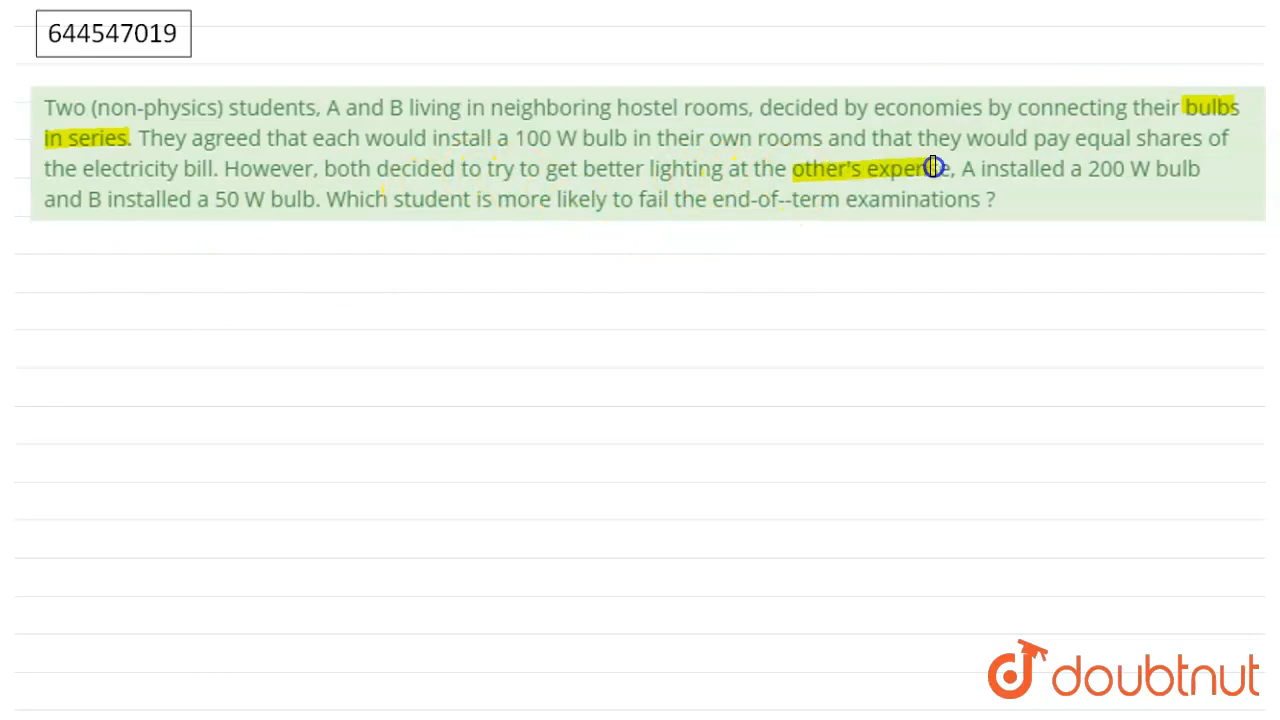 644547019
Two (non-physics) students, A and B living in neighboring hostel rooms, decided by economies by connecting their bulbs
in series. They agreed that each would install a 100 W bulb in their own rooms and that they would pay equal shares of
the electricity bill. However, both decided to try to get better lighting at the other's expense, A installed a 200 W bulb
and B installed a 50 W bulb. Which student is more likely to fail the end-of--term examinations ?
doubtnut